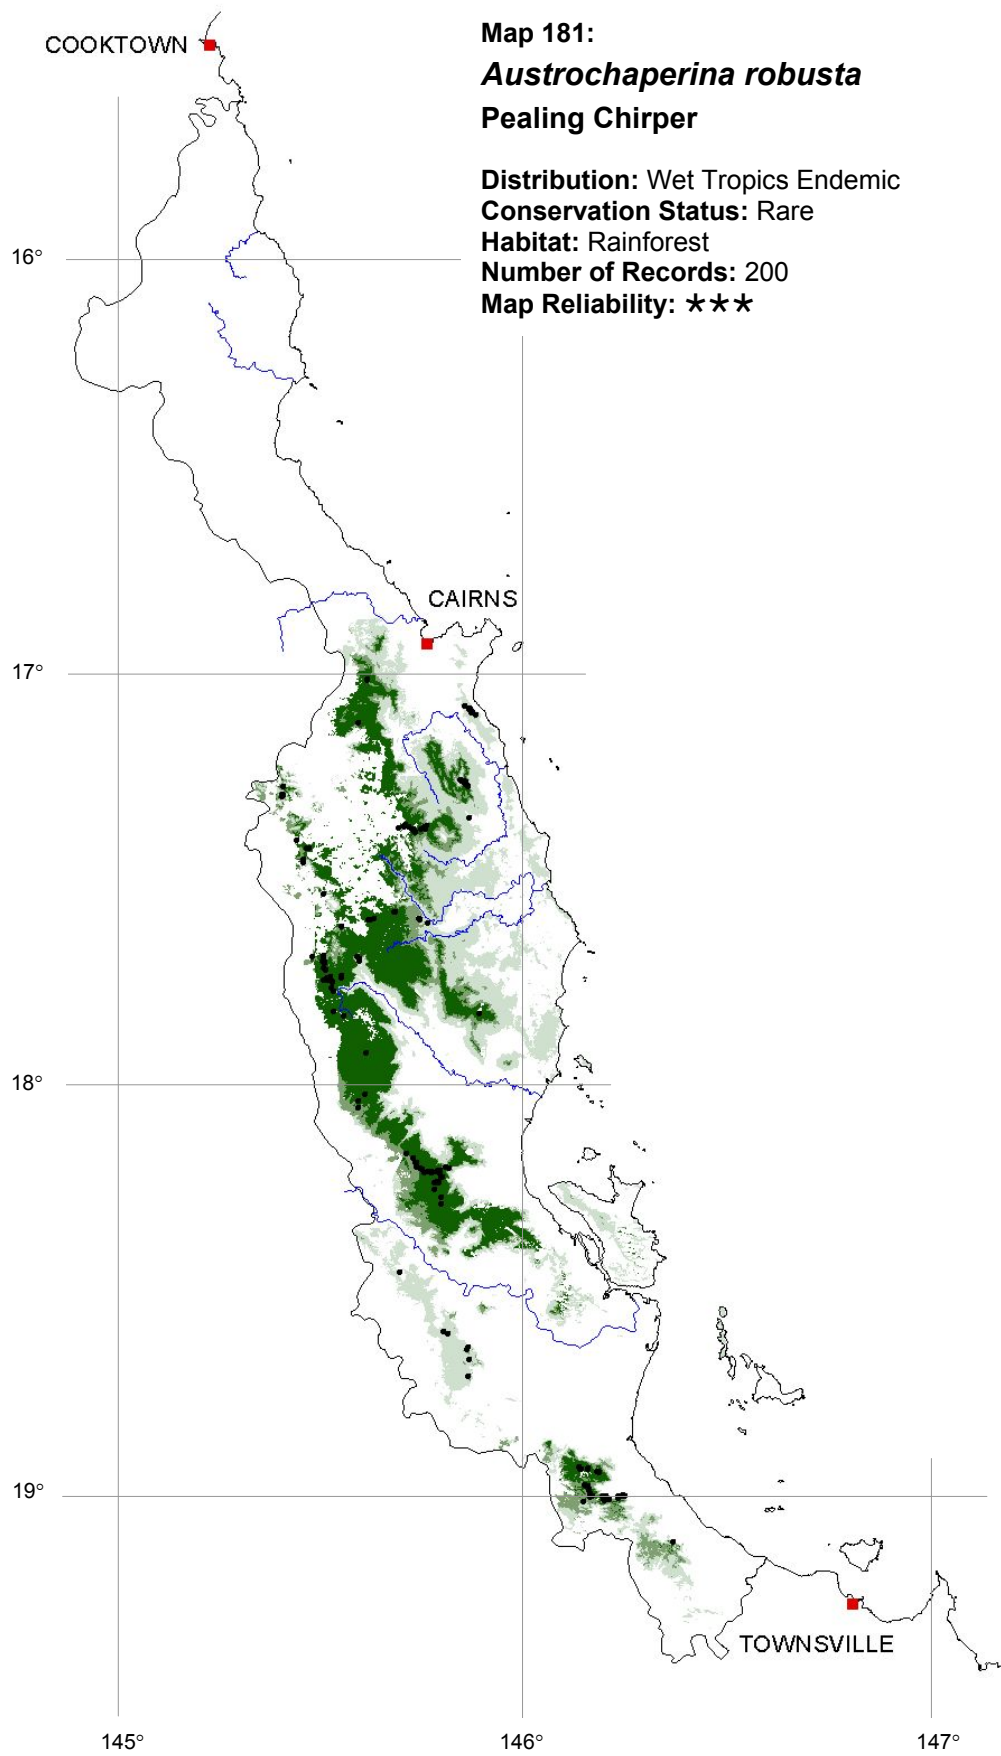 Map 181:
Austrochaperina robusta
Pealing Chirper
Distribution: Wet Tropics Endemic
Conservation Status: Rare
Habitat: Rainforest
Number of Records: 200
Map Reliability: ★★★
COOKTOWN
16°
CAIRNS
17°
18°
19°
TOWNSVILLE
145°
146°
147°